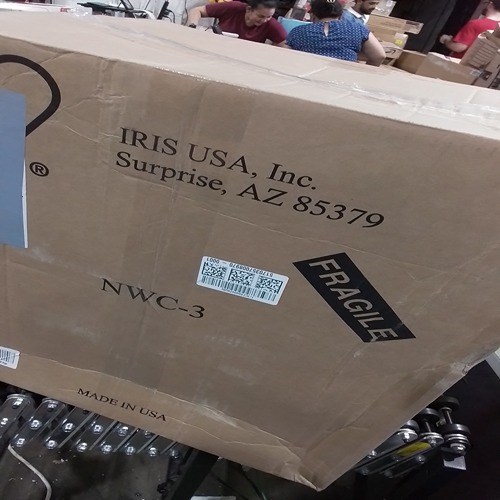 ®
IRIS USA, Inc.
Surprise, AZ 85379
FRAGILE
NWC-3
MADE IN USA